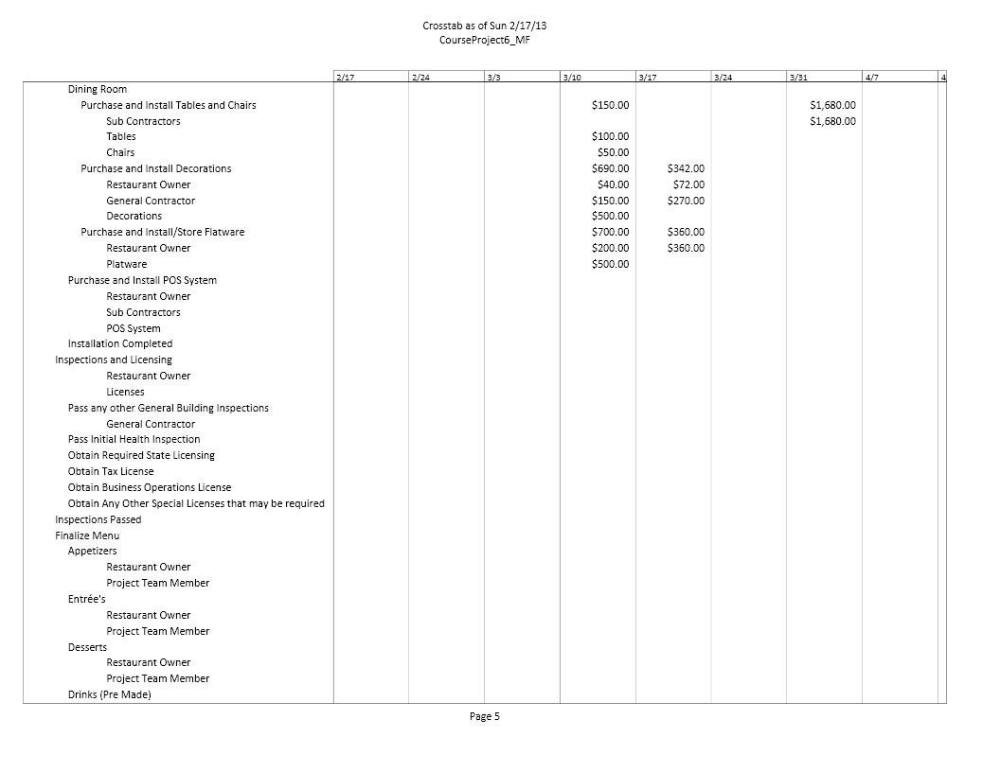 Crosstab as of Sun 2/17/13
CourseProject6_MF
2/17 2/24 3/3 3/10 3/17 3/24 3/31 4/7 4
Dining Room
Purchase and Install Tables and Chairs $150.00 $1,680.00
Sub Contractors $1,680.00
Tables $100.00
Chairs $50.00
Purchase and Install Decorations $690.00 $342.00
Restaurant Owner $40.00 $72.00
General Contractor $150.00 $270.00
Decorations $500.00
Purchase and Install/Store Flatware $700.00 $360.00
Restaurant Owner $200.00 $360.00
Platware $500.00
Purchase and Install POS System
Restaurant Owner
Sub Contractors
POS System
Installation Completed
Inspections and Licensing
Restaurant Owner
Licenses
Pass any other General Building Inspections
General Contractor
Pass Initial Health Inspection
Obtain Required State Licensing
Obtain Tax License
Obtain Business Operations License
Obtain Any Other Special Licenses that may be required
Inspections Passed
Finalize Menu
Appetizers
Restaurant Owner
Project Team Member
Entrée's
Restaurant Owner
Project Team Member
Desserts
Restaurant Owner
Project Team Member
Drinks (Pre Made)
Page 5